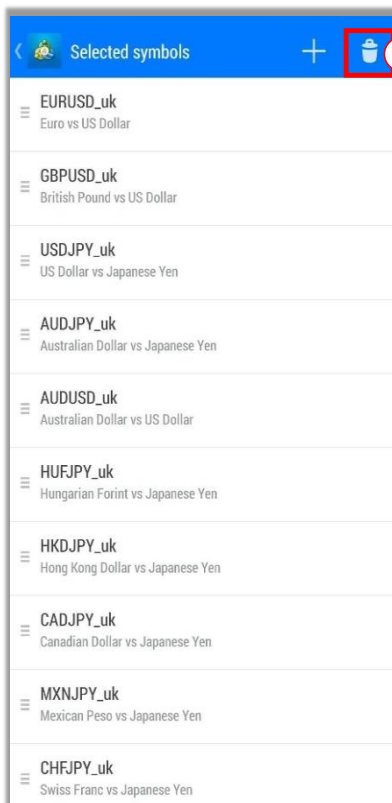 Selected symbols
EURUSD_uk
Euro vs US Dollar
GBPUSD_uk
British Pound vs US Dollar
USDJPY_uk
US Dollar vs Japanese Yen
AUDJPY_uk
Australian Dollar vs Japanese Yen
AUDUSD_uk
Australian Dollar vs US Dollar
HUFJPY_uk
Hungarian Forint vs Japanese Yen
HKDJPY_uk
Hong Kong Dollar vs Japanese Yen
CADJPY_uk
Canadian Dollar vs Japanese Yen
MXNJPY_uk
Mexican Peso vs Japanese Yen
CHFJPY_uk
Swiss Franc vs Japanese Yen